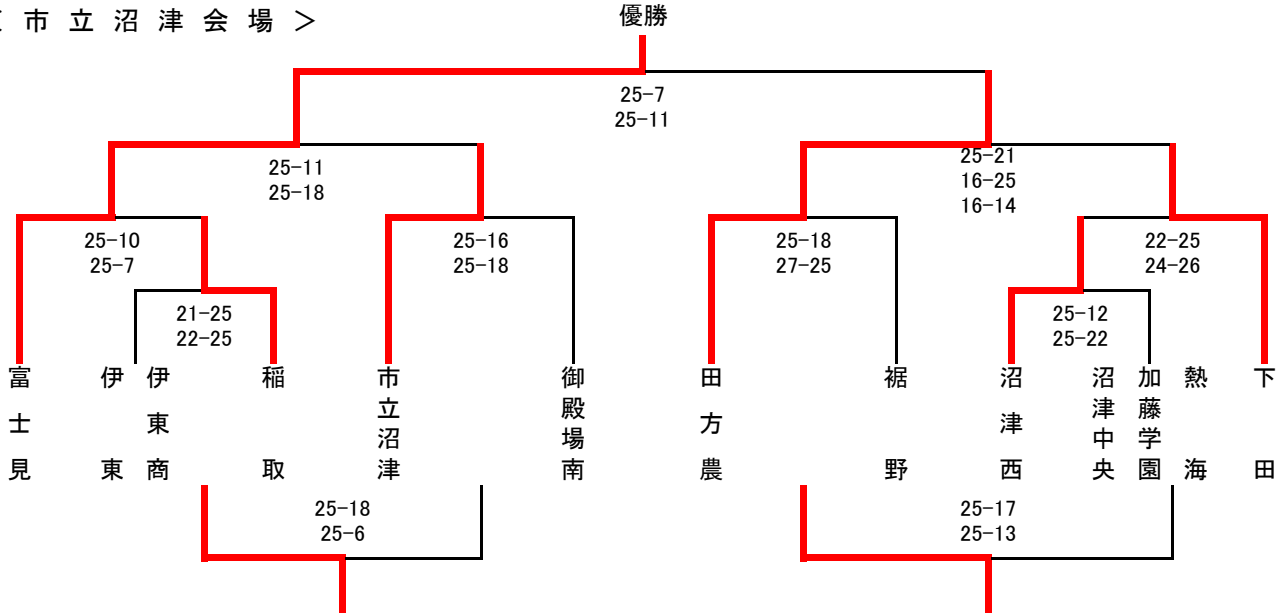 市立沼津会場＞
優勝
25-7
25-11
25-11
25-18
25-21
16-25
16-14
25-10
25-7
25-16
25-18
25-18
27-25
22-25
24-26
21-25
22-25
25-12
25-22
富士見
伊東
伊東商
稲取
市立沼津
御殿場南
田方農
裾野
沼津西
沼津中央
加藤学園
熱海
下田
25-18
25-6
25-17
25-13